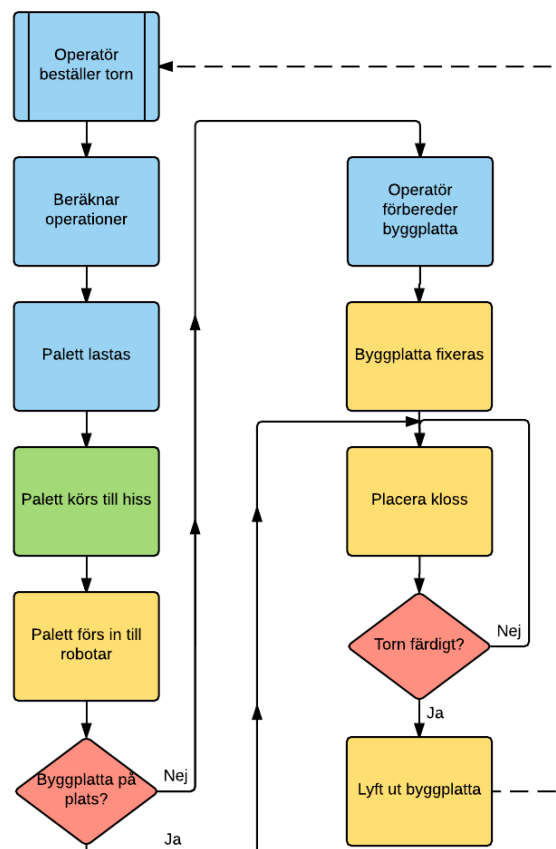 Operatör
beställer torn
Beräknar
operationer
Palett lastas
Palett körs till hiss
Palett förs in till
robotar
Byggplatta på
plats?
Nej
Ja
Operatör
förbereder
byggplatta
Byggplatta fixeras
Placera kloss
Torn färdigt?
Nej
Ja
Lyft ut byggplatta